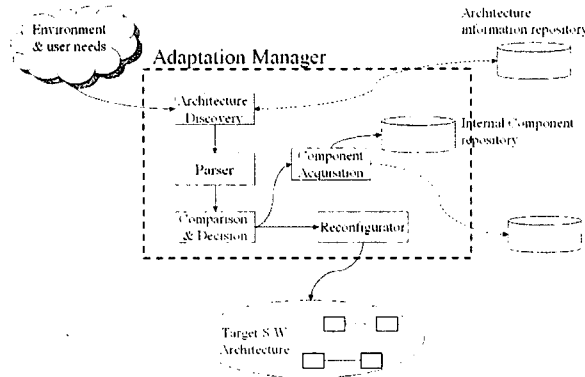 Environment
& user needs
Architecture
information repository
Adaptation Manager
Architecture
Discovery
Internal Component
repository
Parser
Component
Acquisition
Comparison
& Decision
Reconfigurator
Target S/W
Architecture